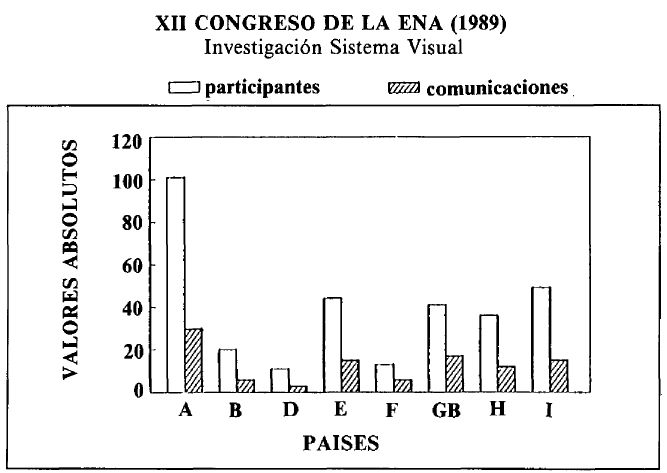 XII CONGRESO DE LA ENA (1989)
Investigación Sistema Visual
participantes comunicaciones
VALORES ABSOLUTOS
120
100
80
60
40
20
0
A B D E F GB H I
PAISES